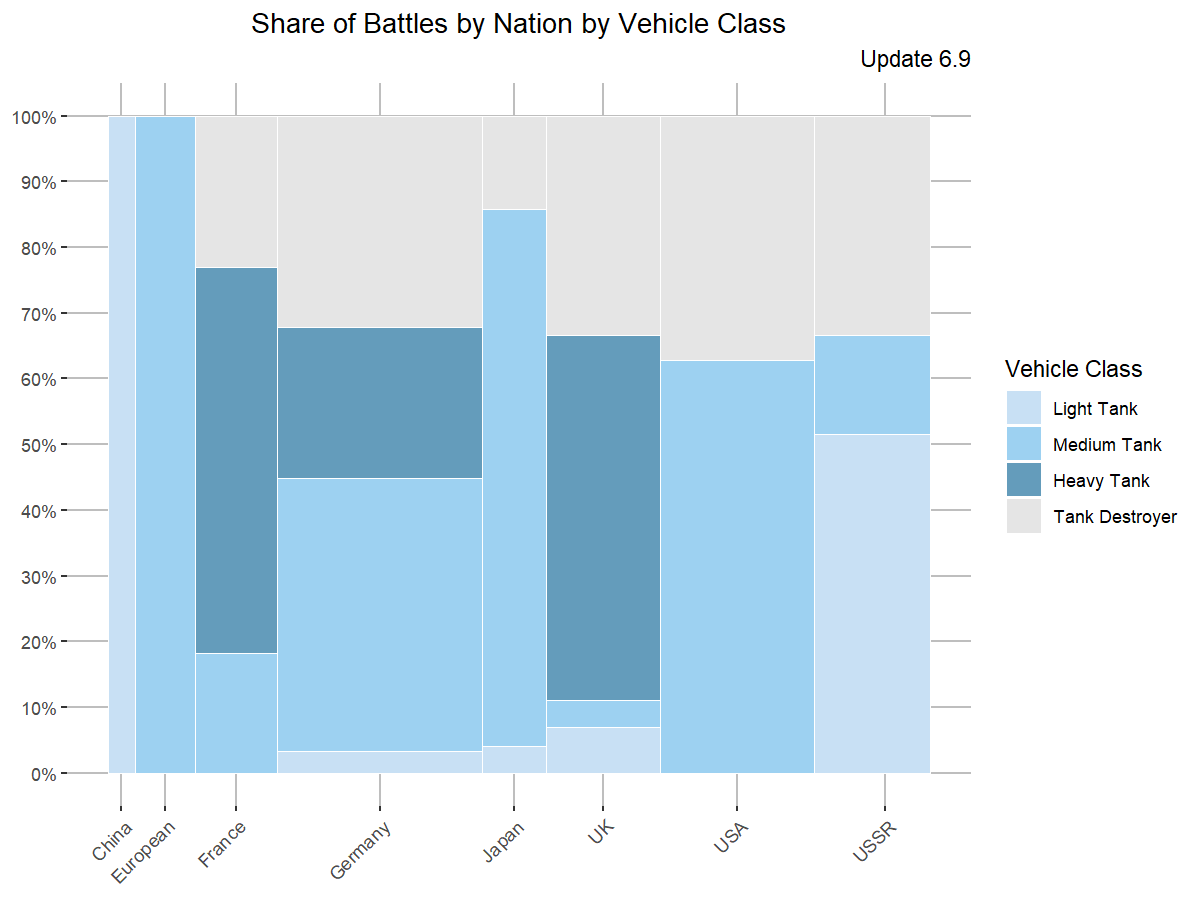 Share of Battles by Nation by Vehicle Class
Update 6.9
100%
90%
80%
70%
60%
50%
40%
30%
20%
10%
0%
China
European
France
Germany
Japan
UK
USA
USSR
Vehicle Class
Light Tank
Medium Tank
Heavy Tank
Tank Destroyer